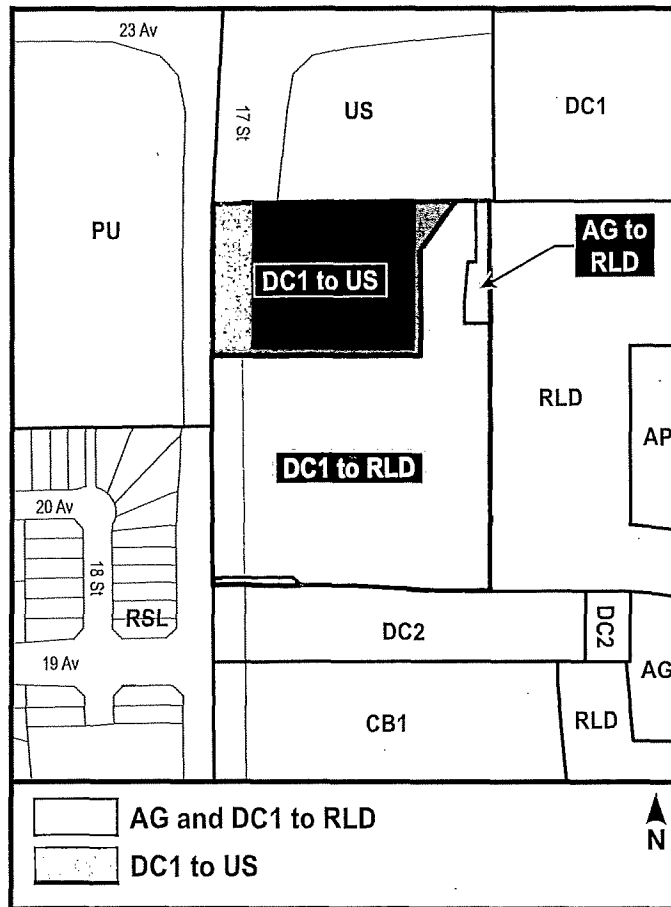 23 Av
17 St
US
DC1
PU
DC1 to US
AG to
RLD
RLD
AP
DC1 to RLD
20 Av
18 St
RSL
DC2
DC2
19 Av
AG
CB1
RLD
AG and DC1 to RLD
DC1 to US
N